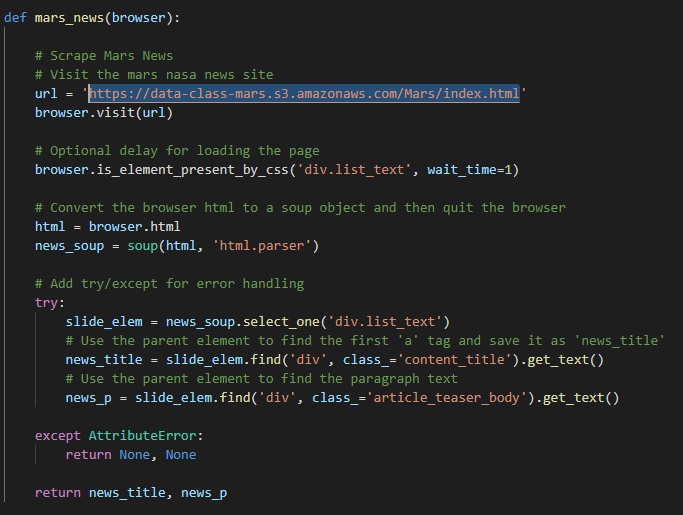 def mars_news(browser):
# Scrape Mars News
# Visit the mars nasa news site
url = 'https://data-class-mars.s3.amazonaws.com/Mars/index.html'
browser.visit(url)
# Optional delay for loading the page
browser.is_element_present_by_css('div.list_text', wait_time=1)
# Convert the browser html to a soup object and then quit the browser
html = browser.html
news_soup = soup(html, 'html.parser')
# Add try/except for error handling
try:
slide_elem = news_soup.select_one('div.list_text')
# Use the parent element to find the first 'a' tag and save it as 'news_title'
news_title = slide_elem.find('div', class_='content_title').get_text()
# Use the parent element to find the paragraph text
news_p = slide_elem.find('div', class_='article_teaser_body').get_text()
except AttributeError:
return None, None
return news_title, news_p